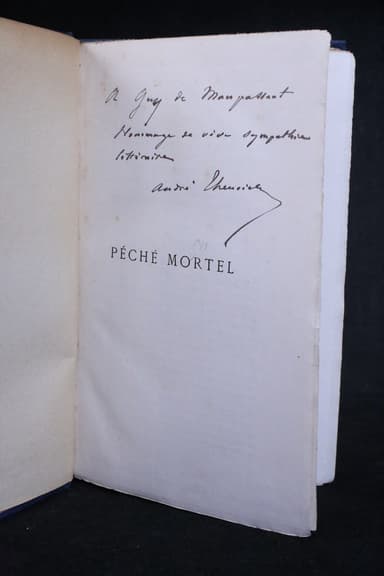 A Guy de Maupassant
Hommage de vive sympathie
littéraire
André Theuriet
PÉCHÉ MORTEL